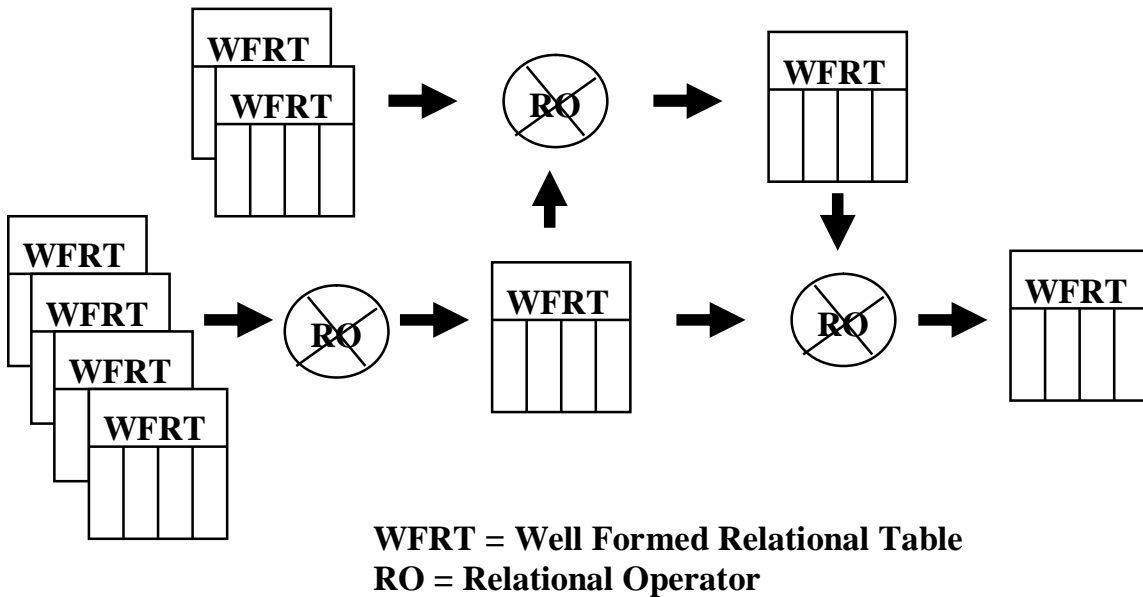 WFRT
WFRT
RO
WFRT
WFRT
WFRT
WFRT
WFRT
RO
WFRT
RO
WFRT
WFRT = Well Formed Relational Table
RO = Relational Operator